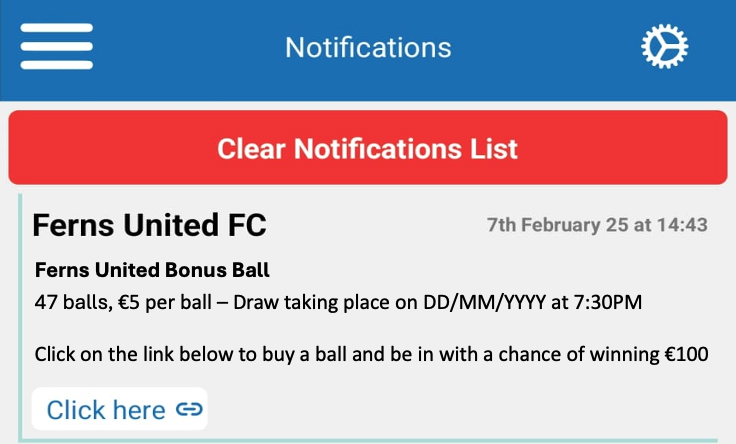 Notifications
Clear Notifications List
Ferns United FC
7th February 25 at 14:43
Ferns United Bonus Ball
47 balls, €5 per ball – Draw taking place on DD/MM/YYYY at 7:30PM
Click on the link below to buy a ball and be in with a chance of winning €100
Click here